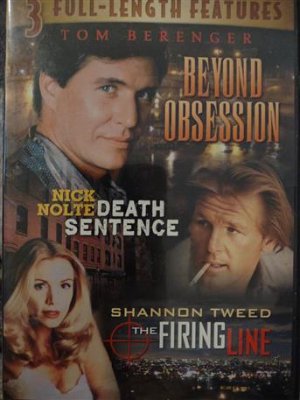 3 FULL-LENGTH FEATURES
TOM BERENGER
BEYOND
OBSESSION
NICK
NOLTE
DEATH
SENTENCE
SHANNON TWEED
THE FIRING LINE